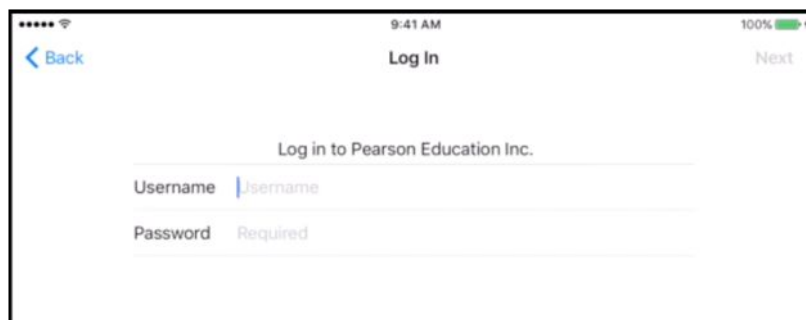 9:41 AM
100%
Back
Log In
Next
Log in to Pearson Education Inc.
Username Username
Password Required